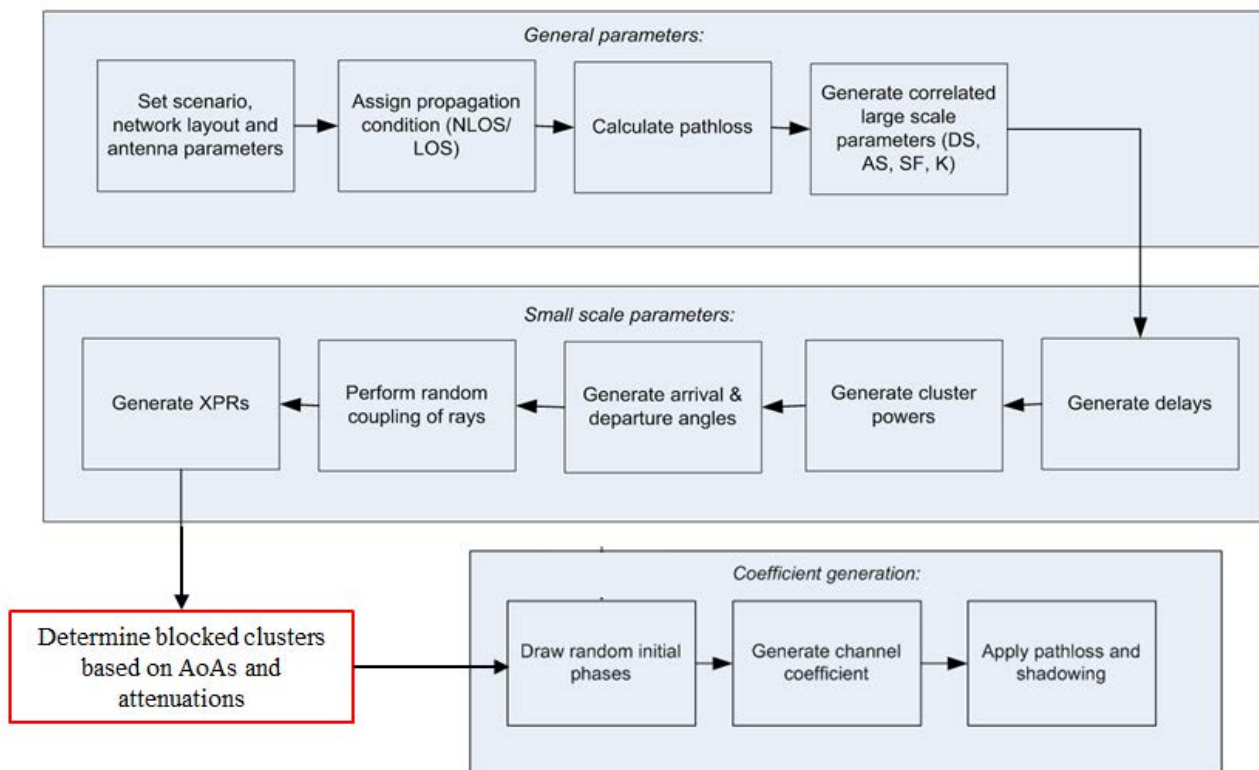 General parameters:
Set scenario,
network layout and
antenna parameters
Assign propagation
condition (NLOS/
LOS)
Calculate pathloss
Generate correlated
large scale
parameters (DS,
AS, SF, K)
Small scale parameters:
Generate XPRs
Perform random
coupling of rays
Generate arrival &
departure angles
Generate cluster
powers
Generate delays
Determine blocked clusters
based on AoAs and
attenuations
Coefficient generation:
Draw random initial
phases
Generate channel
coefficient
Apply pathloss and
shadowing